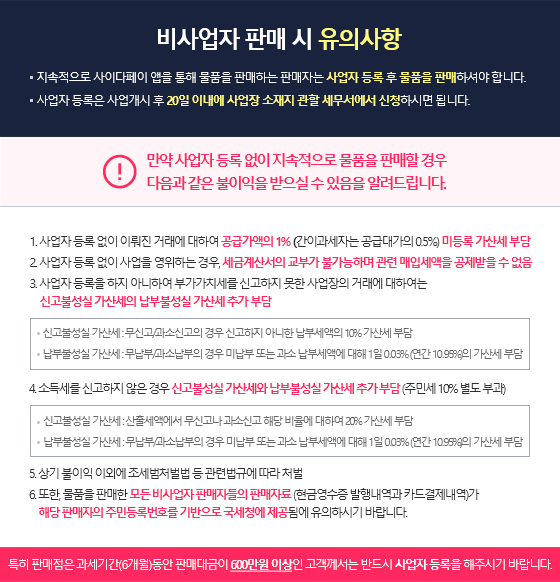 비사업자 판매 시 유의사항
• 지속적으로 사이다페이 앱을 통해 물품을 판매하는 판매자는 사업자 등록 후 물품을 판매하셔야 합니다.
• 사업자 등록은 사업개시 후 20일 이내에 사업장 소재지 관할 세무서에서 신청하시면 됩니다.
만약 사업자 등록 없이 지속적으로 물품을 판매할 경우
다음과 같은 불이익을 받으실 수 있음을 알려드립니다.
1. 사업자 등록 없이 이뤄진 거래에 대하여 공급가액의 1% (간이과세자는 공급대가의 0.5%) 미등록 가산세 부담
2. 사업자 등록 없이 사업을 영위하는 경우, 세금계산서의 교부가 불가능하며 관련 매입세액을 공제받을 수 없음
3. 사업자 등록을 하지 아니하여 부가가치세를 신고하지 못한 사업장의 거래에 대하여는
신고불성실 가산세의 납부불성실 가산세 추가 부담
• 신고불성실 가산세 : 무신고/과소신고의 경우 신고하지 아니한 납부세액의 10% 가산세 부담
• 납부불성실 가산세 : 무납부/과소납부의 경우 미납부 또는 과소 납부세액에 대해 1일 0.03% (연간 10.95%)의 가산세 부담
4. 소득세를 신고하지 않은 경우 신고불성실 가산세와 납부불성실 가산세 추가 부담 (주민세 10% 별도 부과)
• 신고불성실 가산세 : 산출세액에서 무신고나 과소신고 해당 비율에 대하여 20% 가산세 부담
• 납부불성실 가산세 : 무납부/과소납부의 경우 미납부 또는 과소 납부세액에 대해 1일 0.03% (연간 10.95%)의 가산세 부담
5. 상기 불이익 이외에 조세범처벌법 등 관련법규에 따라 처벌
6. 또한, 물품을 판매한 모든 비사업자 판매자들의 판매자료 (현금영수증 발행내역과 카드결제내역)가
해당 판매자의 주민등록번호를 기반으로 국세청에 제공됨에 유의하시기 바랍니다.
특히 판매점은 과세기간(6개월)동안 판매대금이 600만원 이상인 고객께서는 반드시 사업자 등록을 해주시기 바랍니다.